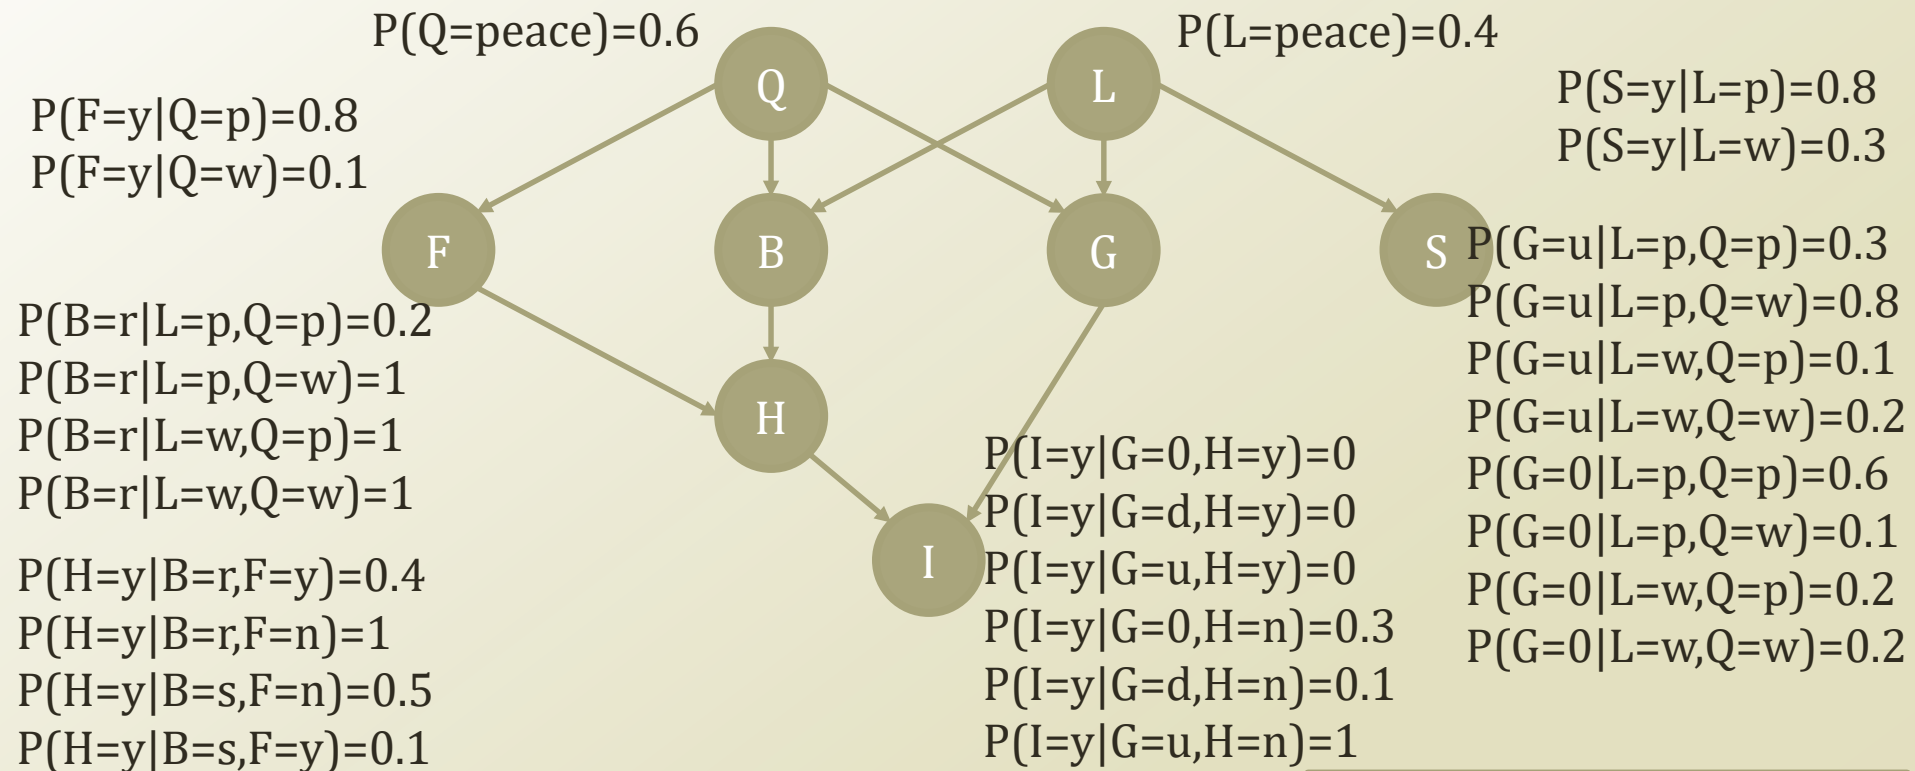 P(Q=peace)=0.6
P(L=peace)=0.4
Q
L
P(F=y|Q=p)=0.8
P(F=y|Q=w)=0.1
P(S=y|L=p)=0.8
P(S=y|L=w)=0.3
F
B
G
S
P(B=r|L=p,Q=p)=0.2
P(B=r|L=p,Q=w)=1
P(B=r|L=w,Q=p)=1
P(B=r|L=w,Q=w)=1
P(G=u|L=p,Q=p)=0.3
P(G=u|L=p,Q=w)=0.8
P(G=u|L=w,Q=p)=0.1
P(G=u|L=w,Q=w)=0.2
P(G=0|L=p,Q=p)=0.6
P(G=0|L=p,Q=w)=0.1
P(G=0|L=w,Q=p)=0.2
P(G=0|L=w,Q=w)=0.2
H
I
P(H=y|B=r,F=y)=0.4
P(H=y|B=r,F=n)=1
P(H=y|B=s,F=n)=0.5
P(H=y|B=s,F=y)=0.1
P(I=y|G=0,H=y)=0
P(I=y|G=d,H=y)=0
P(I=y|G=u,H=y)=0
P(I=y|G=0,H=n)=0.3
P(I=y|G=d,H=n)=0.1
P(I=y|G=u,H=n)=1